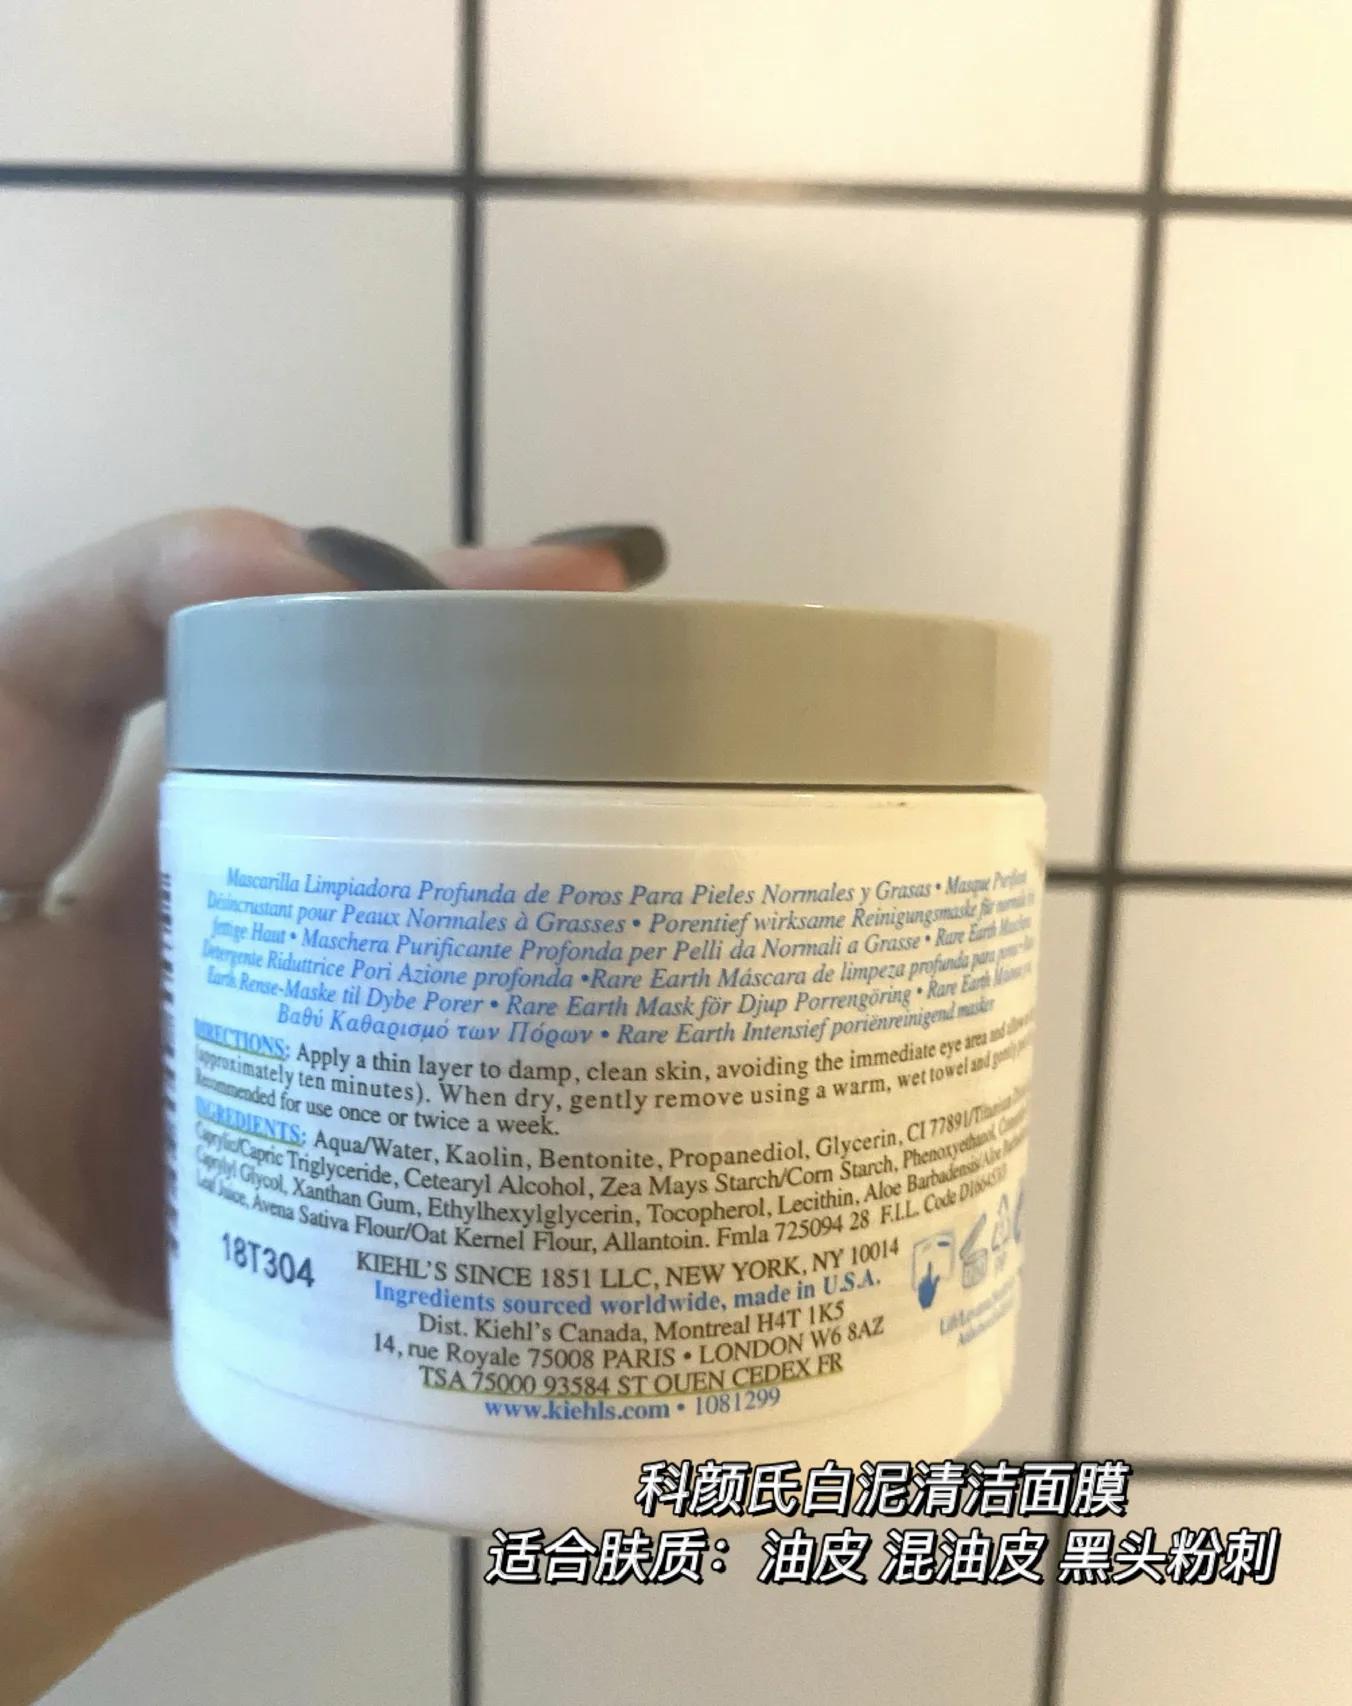 Mascarilla Limpiadora Profunda de Poros Para Pieles Normales y Grasas • Masque Purifiant
Désincrustant pour Peaux Normales à Grasses • Porentief wirksame Reinigungsmaske für normale
fettige Haut • Maschera Purificante Profonda per Pelli da Normali a Grasse • Rare Earth
Detergente Riduttrice Pori Azione profonda •Rare Earth Máscara de limpeza profunda para
Earth Rense-Maske til Dybe Porer • Rare Earth Mask för Djup Porrengöring • Rare Earth
Βαθύ Καθαρισμό των Πόρων • Rare Earth Intensief poriënreinigend masker
DIRECTIONS: Apply a thin layer to damp, clean skin, avoiding the immediate eye area and allow
(approximately ten minutes). When dry, gently remove using a warm, wet towel and gently
Recommended for use once or twice a week.
INGREDIENTS: Aqua/Water, Kaolin, Bentonite, Propanediol, Glycerin, CI 77891/Titanium
Caprylic/Capric Triglyceride, Cetearyl Alcohol, Zea Mays Starch/Corn Starch, Phenoxyethanol,
Caprylyl Glycol, Xanthan Gum, Ethylhexylglycerin, Tocopherol, Lecithin, Aloe Barbadensis/Aloe
Leaf Juice, Avena Sativa Flour/Oat Kernel Flour, Allantoin. Fmla 725094 28 F.I.L. Code
18T304
KIEHL'S SINCE 1851 LLC, NEW YORK, NY 10014
Ingredients sourced worldwide, made in U.S.A.
Dist. Kiehl's Canada, Montreal H4T 1K5
14, rue Royale 75008 PARIS • LONDON W6 8AZ
TSA 75000 93584 ST OUEN CEDEX FR
www.kiehls.com • 1081299
科颜氏白泥清洁面膜
适合肤质：油皮 混油皮 黑头粉刺